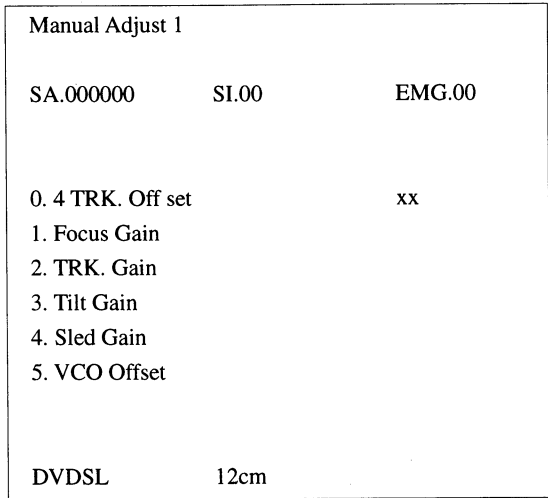 Manual Adjust 1
SA.000000 SI.00 EMG.00
0. 4 TRK. Off set xx
1. Focus Gain
2. TRK. Gain
3. Tilt Gain
4. Sled Gain
5. VCO Offset
DVDSL 12cm